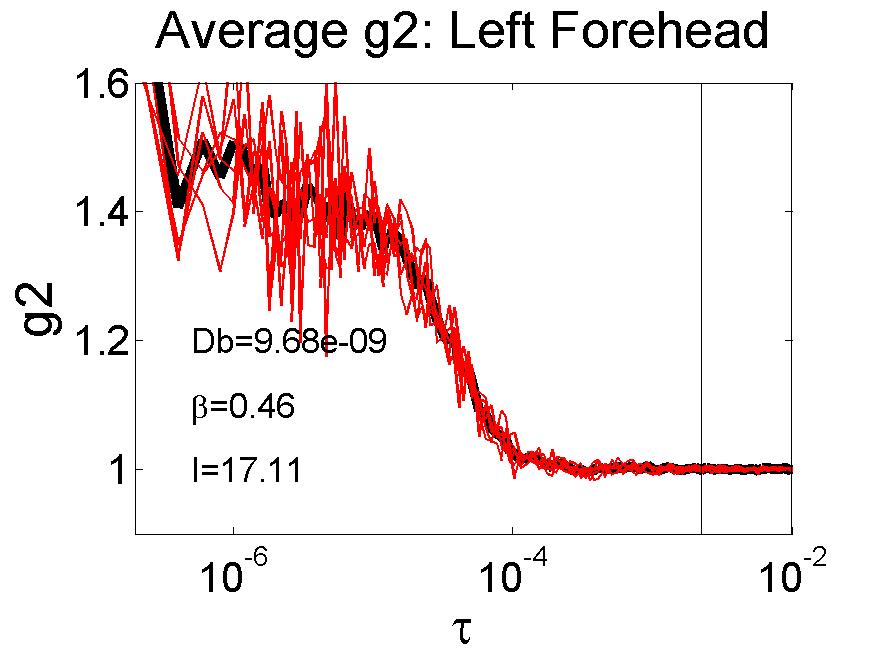 Average g2: Left Forehead
g2
1.6
1.4
1.2
1
Db=9.68e-09
β=0.46
I=17.11
10-6
10-4
10-2
τ